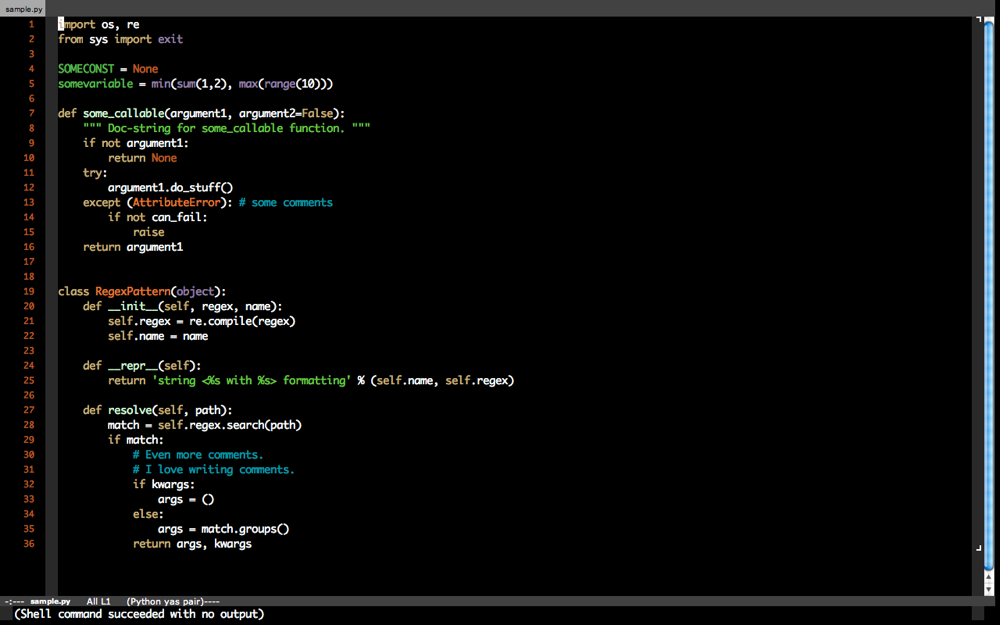 sample.py
1 import os, re
2 from sys import exit
3
4 SOMECONST = None
5 somevariable = min(sum(1,2), max(range(10)))
6
7 def some_callable(argument1, argument2=False):
8     """ Doc-string for some_callable function. """
9     if not argument1:
10         return None
11     try:
12         argument1.do_stuff()
13     except (AttributeError): # some comments
14         if not can_fail:
15             raise
16     return argument1
17
18
19 class RegexPattern(object):
20     def __init__(self, regex, name):
21         self.regex = re.compile(regex)
22         self.name = name
23
24     def __repr__(self):
25         return 'string <%s with %s> formatting' % (self.name, self.regex)
26
27     def resolve(self, path):
28         match = self.regex.search(path)
29         if match:
30             # Even more comments.
31             # I love writing comments.
32             if kwargs:
33                 args = ()
34             else:
35                 args = match.groups()
36             return args, kwargs
-:--- sample.py All L1 (Python yas pair)----
(Shell command succeeded with no output)